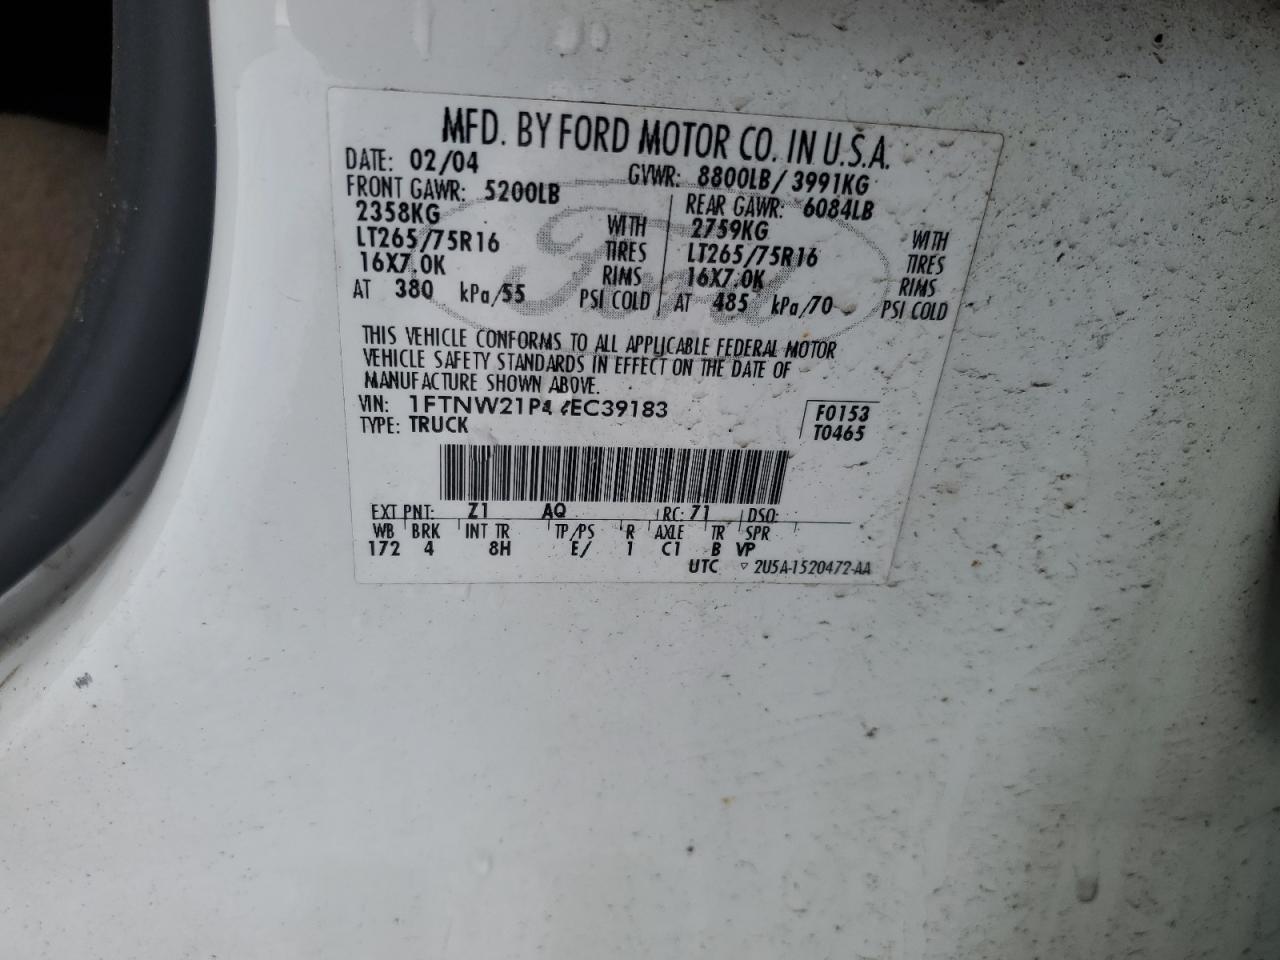 MFD. BY FORD MOTOR CO. IN U.S.A.
DATE: 02/04 GVWR: 8800LB/ 3991KG
FRONT GAWR: 5200LB REAR GAWR: 6084LB
2358KG WITH 2759KG WITH
LT265/75R16 TIRES LT265/75R16 TIRES
16X7.0K RIMS 16X7.0K RIMS
AT 380 kPa/55 PSI COLD AT 485 kPa/70 PSI COLD
Ford
THIS VEHICLE CONFORMS TO ALL APPLICABLE FEDERAL MOTOR
VEHICLE SAFETY STANDARDS IN EFFECT ON THE DATE OF
MANUFACTURE SHOWN ABOVE.
VIN: F0153
TYPE: TRUCK T0465
EXT PNT: Z1 AQ RC: 71 DSO:
WB BRK INT TR TP/PS R AXLE TR SPR
172 4 8H E/ 1 C1 B VP
UTC ▽ 2U5A-1520472-AA